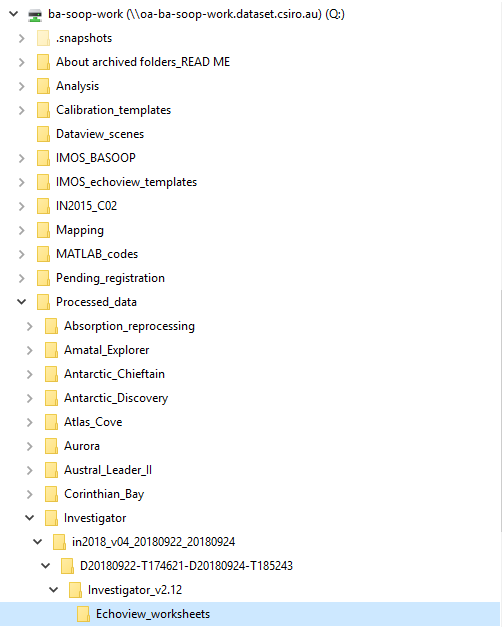 ba-soop-work (\\oa-ba-soop-work.dataset.csiro.au) (Q:)
.snapshots
About archived folders_READ ME
Analysis
Calibration_templates
Dataview_scenes
IMOS_BASOOP
IMOS_echoview_templates
IN2015_C02
Mapping
MATLAB_codes
Pending_registration
Processed_data
Absorption_reprocessing
Amatal_Explorer
Antarctic_Chieftain
Antarctic_Discovery
Atlas_Cove
Aurora
Austral_Leader_II
Corinthian_Bay
Investigator
in2018_v04_20180922_20180924
D20180922-T174621-D20180924-T185243
Investigator_v2.12
Echoview_worksheets